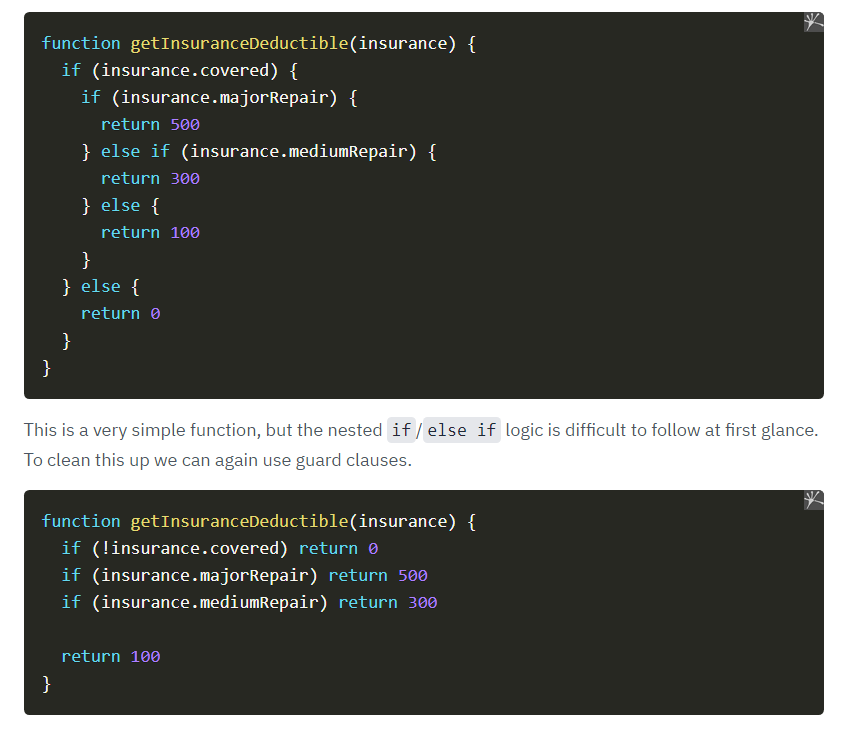 function getInsuranceDeductible(insurance) {
  if (insurance.covered) {
    if (insurance.majorRepair) {
      return 500
    } else if (insurance.mediumRepair) {
      return 300
    } else {
      return 100
    }
  } else {
    return 0
  }
}
This is a very simple function, but the nested if/else if logic is difficult to follow at first glance.
To clean this up we can again use guard clauses.
function getInsuranceDeductible(insurance) {
  if (!insurance.covered) return 0
  if (insurance.majorRepair) return 500
  if (insurance.mediumRepair) return 300

  return 100
}